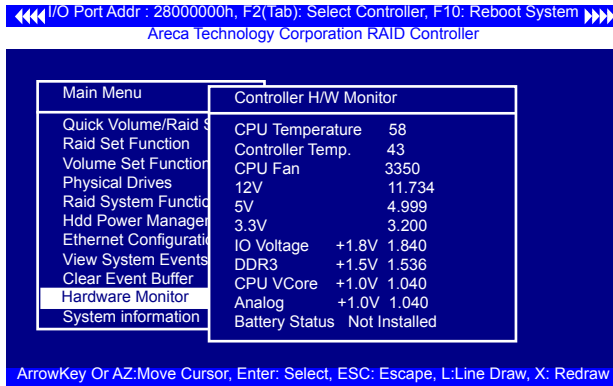 I/O Port Addr : 28000000h, F2(Tab): Select Controller, F10: Reboot System
Areca Technology Corporation RAID Controller
Main Menu
Quick Volume/Raid S
Raid Set Function
Volume Set Function
Physical Drives
Raid System Functio
Hdd Power Manager
Ethernet Configuratio
View System Events
Clear Event Buffer
Hardware Monitor
System information
Controller H/W Monitor
CPU Temperature 58
Controller Temp. 43
CPU Fan 3350
12V 11.734
5V 4.999
3.3V 3.200
IO Voltage +1.8V 1.840
DDR3 +1.5V 1.536
CPU VCore +1.0V 1.040
Analog +1.0V 1.040
Battery Status Not Installed
ArrowKey Or AZ:Move Cursor, Enter: Select, ESC: Escape, L:Line Draw, X: Redraw